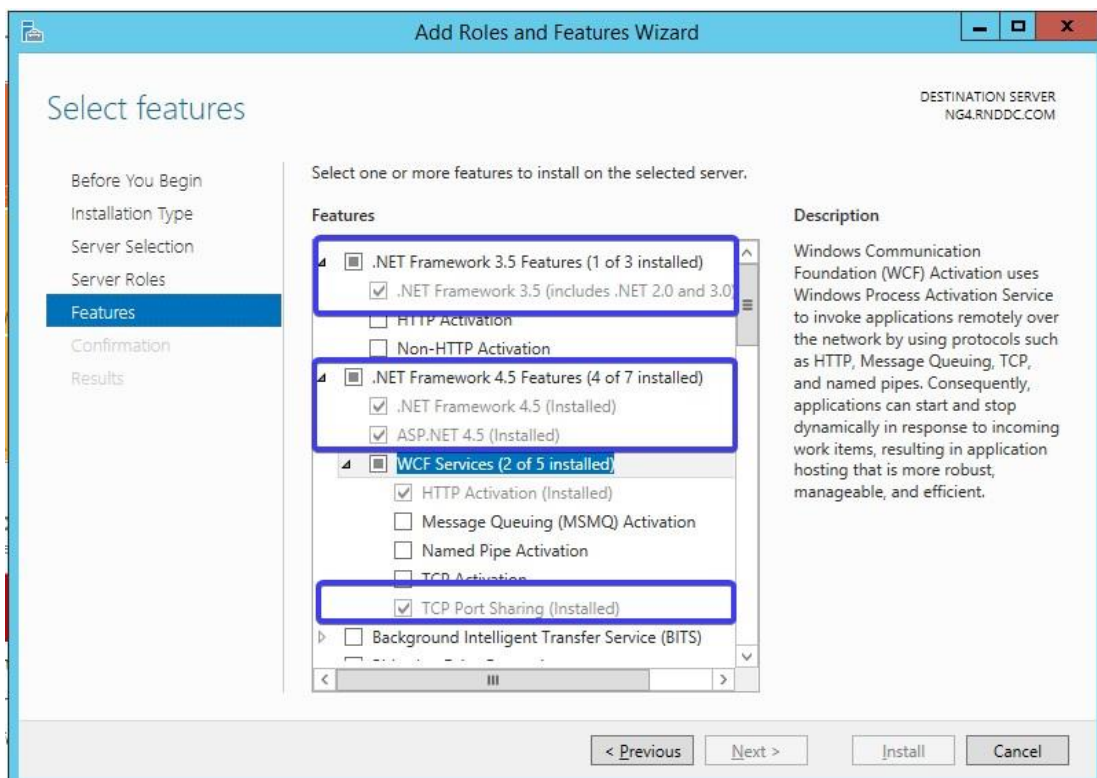 Add Roles and Features Wizard
Select features
DESTINATION SERVER
NG4.RNDDC.COM
Before You Begin
Installation Type
Server Selection
Server Roles
Features
Confirmation
Results
Select one or more features to install on the selected server.
Features
.NET Framework 3.5 Features (1 of 3 installed)
.NET Framework 3.5 (includes .NET 2.0 and 3.0)
HTTP Activation
Non-HTTP Activation
.NET Framework 4.5 Features (4 of 7 installed)
.NET Framework 4.5 (Installed)
ASP.NET 4.5 (Installed)
WCF Services (2 of 5 installed)
HTTP Activation (Installed)
Message Queuing (MSMQ) Activation
Named Pipe Activation
TCP Activation
TCP Port Sharing (Installed)
Background Intelligent Transfer Service (BITS)
Description
Windows Communication
Foundation (WCF) Activation uses
Windows Process Activation Service
to invoke applications remotely over
the network by using protocols such
as HTTP, Message Queuing, TCP,
and named pipes. Consequently,
applications can start and stop
dynamically in response to incoming
work items, resulting in application
hosting that is more robust,
manageable, and efficient.
< Previous
Next >
Install
Cancel